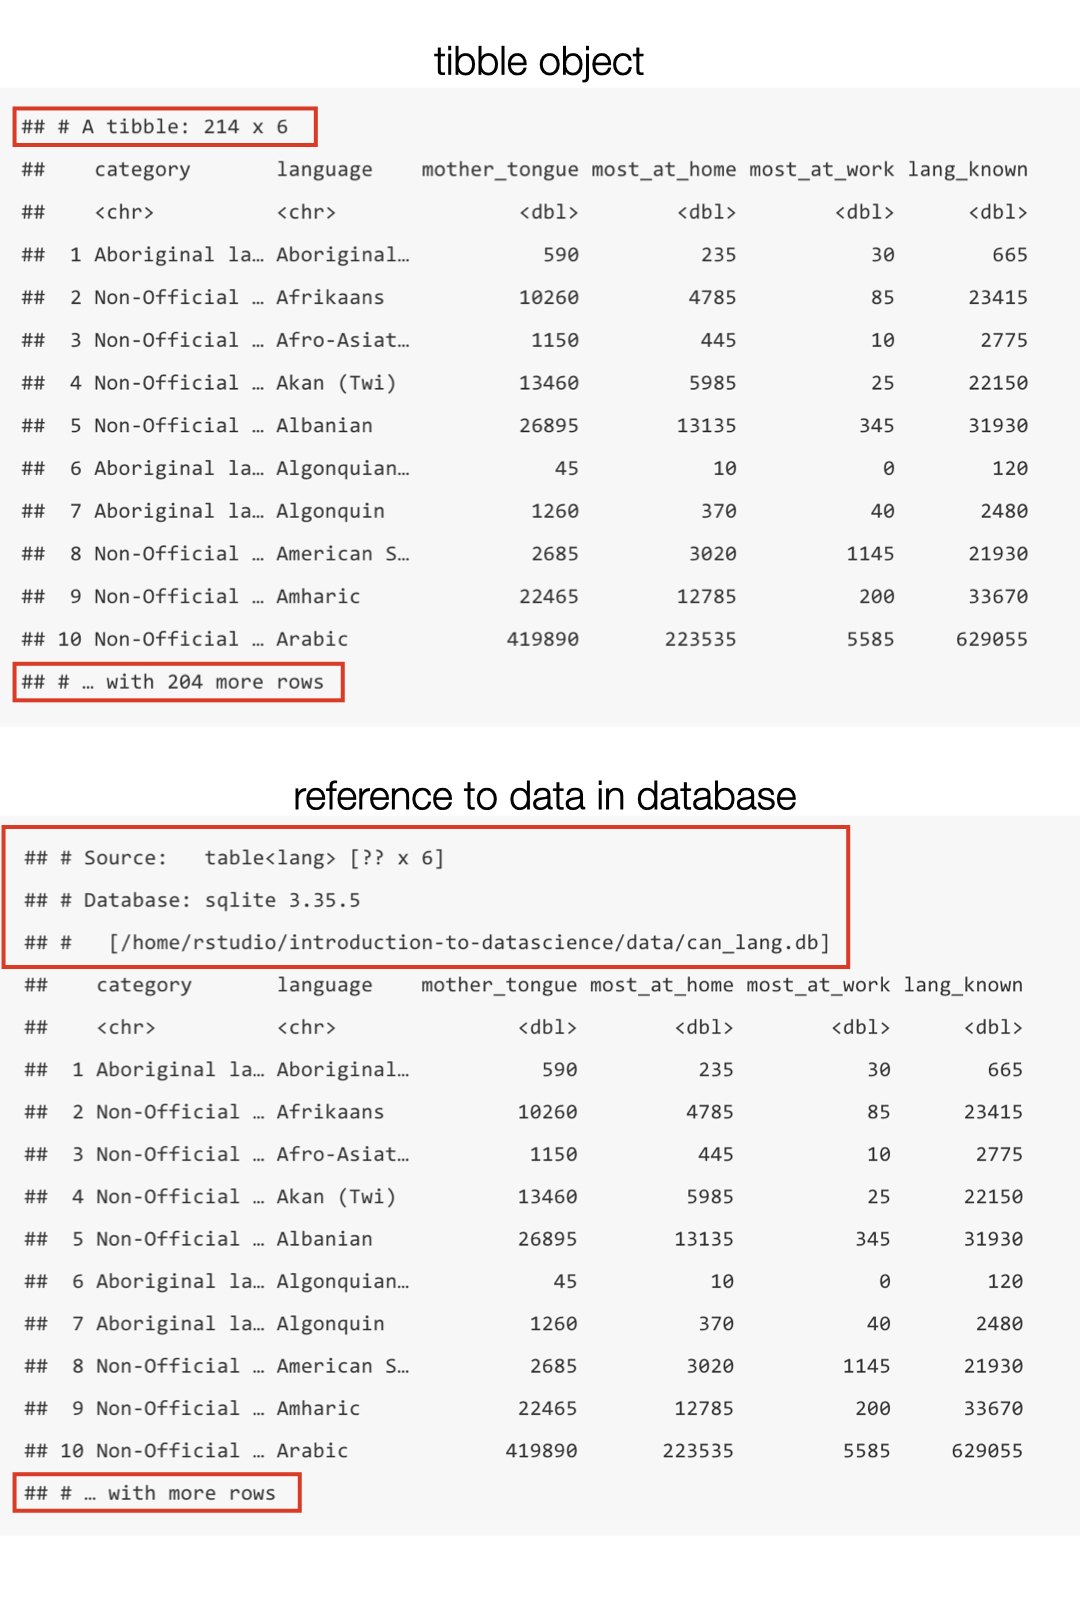 tibble object
## # A tibble: 214 x 6
## category language mother_tongue most_at_home most_at_work lang_known
## <chr> <chr> <dbl> <dbl> <dbl> <dbl>
## 1 Aboriginal la… Aboriginal… 590 235 30 665
## 2 Non-Official … Afrikaans 10260 4785 85 23415
## 3 Non-Official … Afro-Asiat… 1150 445 10 2775
## 4 Non-Official … Akan (Twi) 13460 5985 25 22150
## 5 Non-Official … Albanian 26895 13135 345 31930
## 6 Aboriginal la… Algonquian… 45 10 0 120
## 7 Aboriginal la… Algonquin 1260 370 40 2480
## 8 Non-Official … American S… 2685 3020 1145 21930
## 9 Non-Official … Amharic 22465 12785 200 33670
## 10 Non-Official … Arabic 419890 223535 5585 629055
## # … with 204 more rows
reference to data in database
## # Source: table<lang> [?? x 6]
## # Database: sqlite 3.35.5
## # [/home/rstudio/introduction-to-datascience/data/can_lang.db]
## category language mother_tongue most_at_home most_at_work lang_known
## <chr> <chr> <dbl> <dbl> <dbl> <dbl>
## 1 Aboriginal la… Aboriginal… 590 235 30 665
## 2 Non-Official … Afrikaans 10260 4785 85 23415
## 3 Non-Official … Afro-Asiat… 1150 445 10 2775
## 4 Non-Official … Akan (Twi) 13460 5985 25 22150
## 5 Non-Official … Albanian 26895 13135 345 31930
## 6 Aboriginal la… Algonquian… 45 10 0 120
## 7 Aboriginal la… Algonquin 1260 370 40 2480
## 8 Non-Official … American S… 2685 3020 1145 21930
## 9 Non-Official … Amharic 22465 12785 200 33670
## 10 Non-Official … Arabic 419890 223535 5585 629055
## # … with more rows